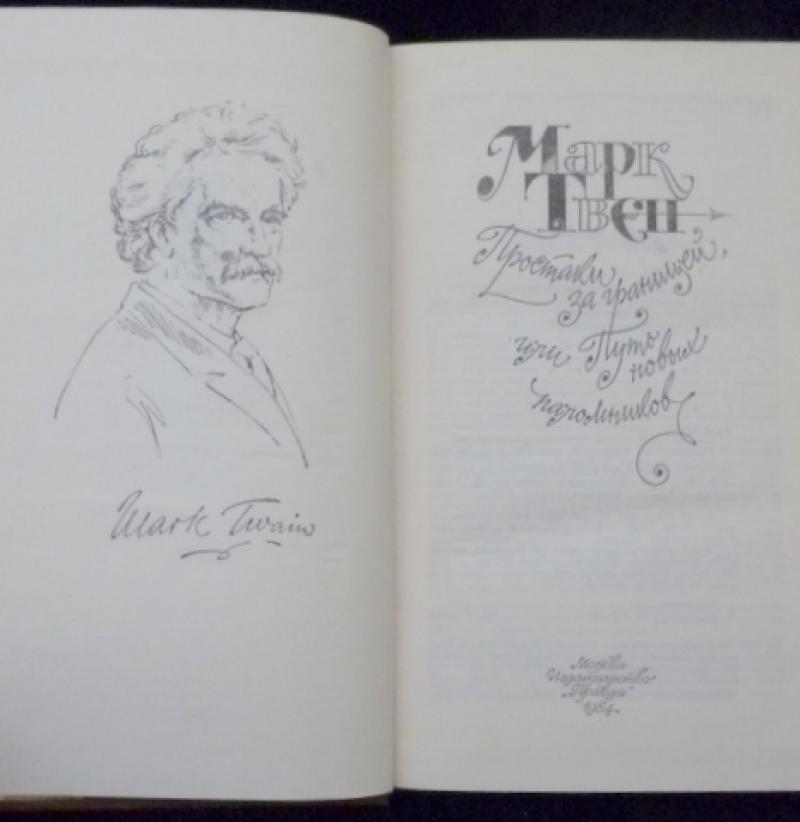 Mark Twain
Марк
Твен
Простаки
за границей,
или Путь
новых
паломников
Москва
Издательство
„Правда"
1984